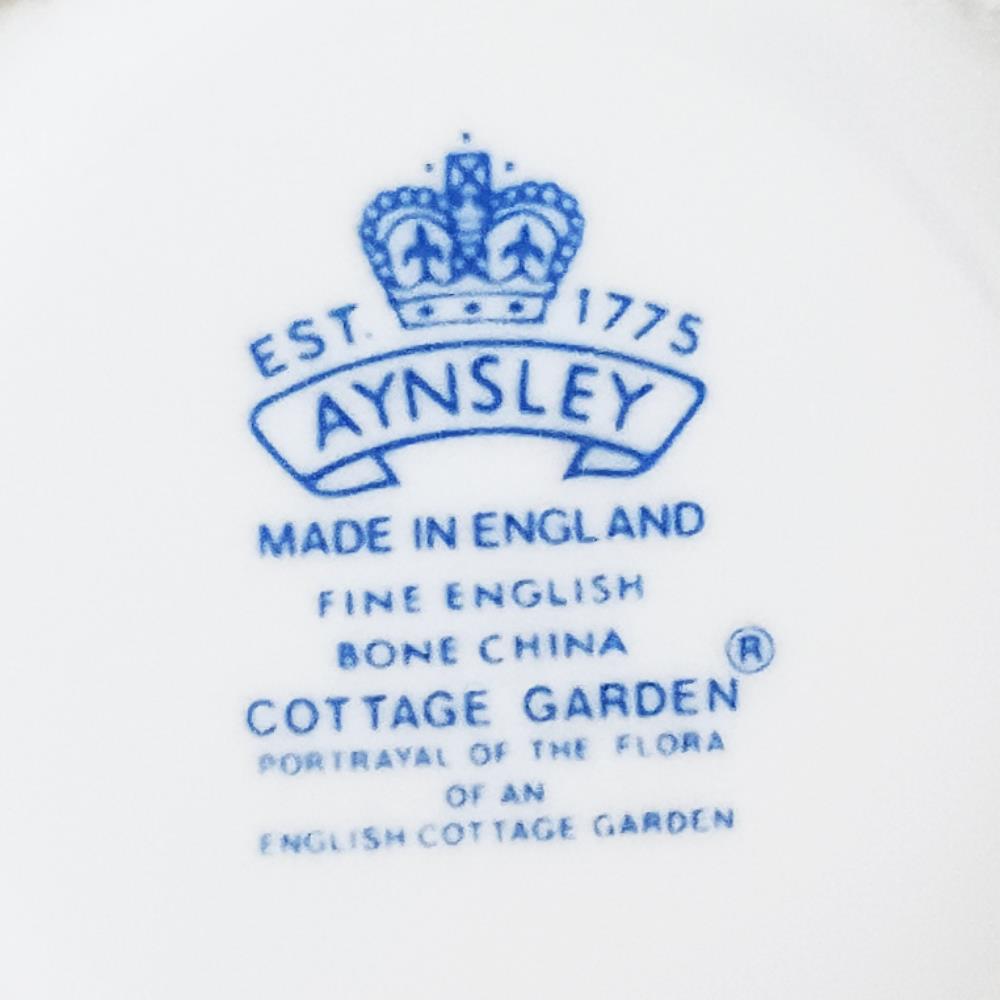 EST. 1775
AYNSLEY
MADE IN ENGLAND
FINE ENGLISH
BONE CHINA
COTTAGE GARDEN®
PORTRAYAL OF THE FLORA
OF AN
ENGLISH COTTAGE GARDEN